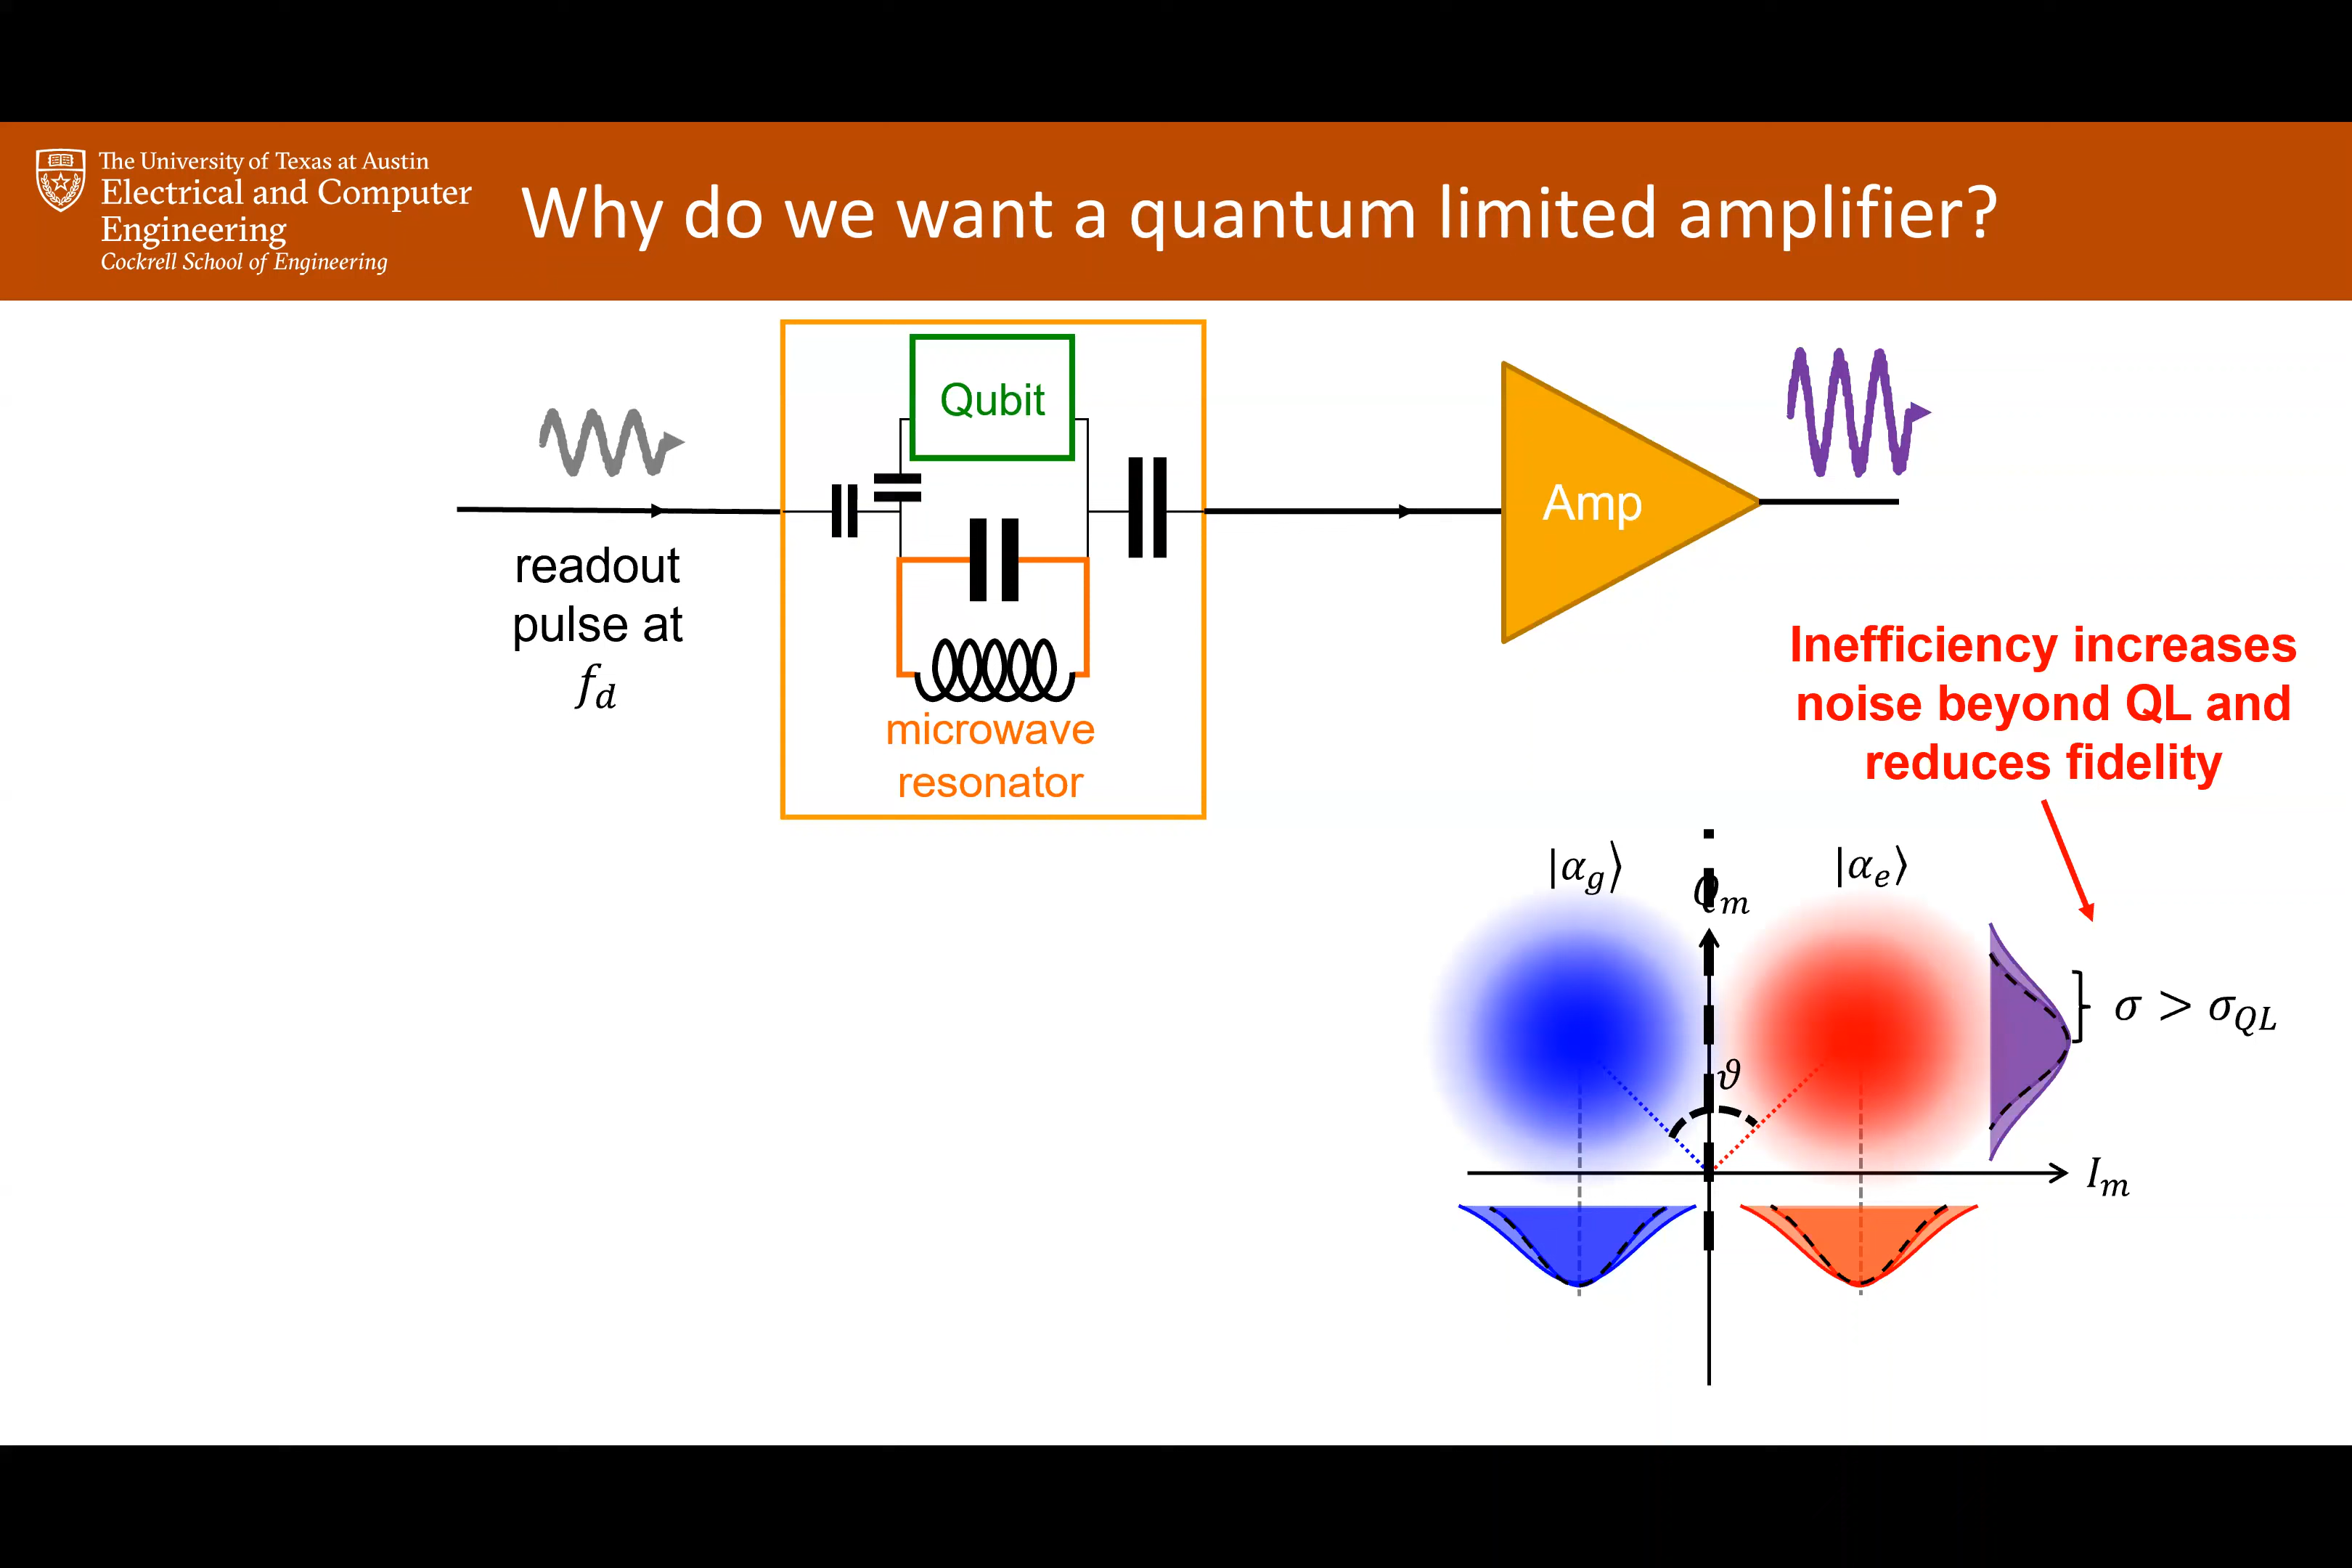 The University of Texas at Austin
Electrical and Computer
Engineering
Cockrell School of Engineering
Why do we want a quantum limited amplifier?
Qubit
Amp
readout
pulse at
f_d
microwave
resonator
Inefficiency increases
noise beyond QL and
reduces fidelity
|α_g⟩
Q_m
|α_e⟩
σ > σ_QL
ϑ
I_m